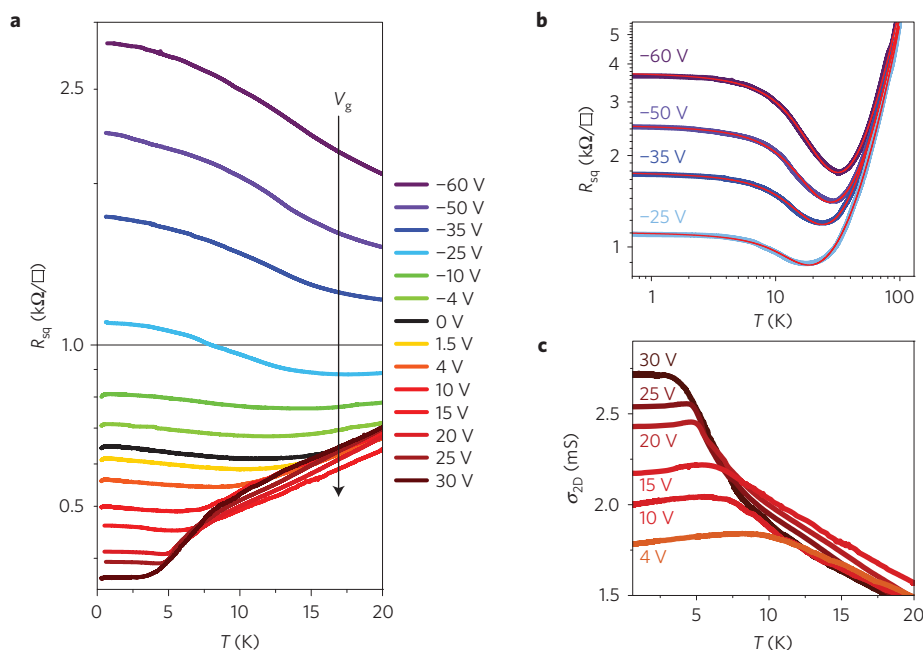 a
R_sq (kΩ/□)
2.5
1.0
0.5
0
5
10
15
20
T (K)
V_g
−60 V
−50 V
−35 V
−25 V
−10 V
−4 V
0 V
1.5 V
4 V
10 V
15 V
20 V
25 V
30 V
b
R_sq (kΩ/□)
5
4
3
2
1
−60 V
−50 V
−35 V
−25 V
1
10
100
T (K)
c
σ_2D (mS)
3.0
2.5
2.0
1.5
30 V
25 V
20 V
15 V
10 V
4 V
5
10
15
20
T (K)